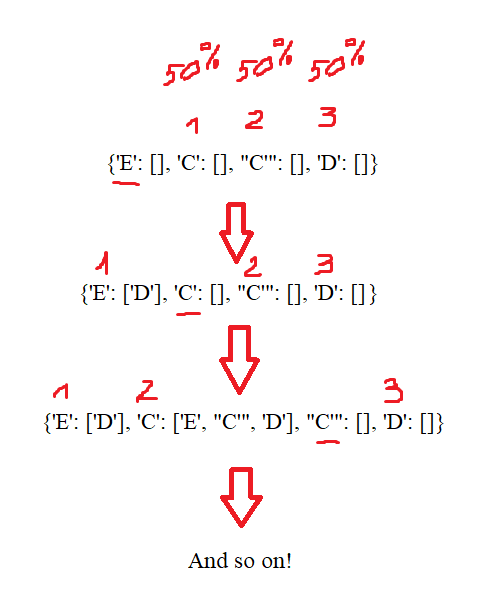 50% 50% 50%
1 2 3
{'E': [], 'C': [], "C'": [], 'D': []}
1 2 3
{'E': ['D'], 'C': [], "C'": [], 'D': []}
1 2 3
{'E': ['D'], 'C': ['E', "C'", 'D'], "C'": [], 'D': []}
And so on!